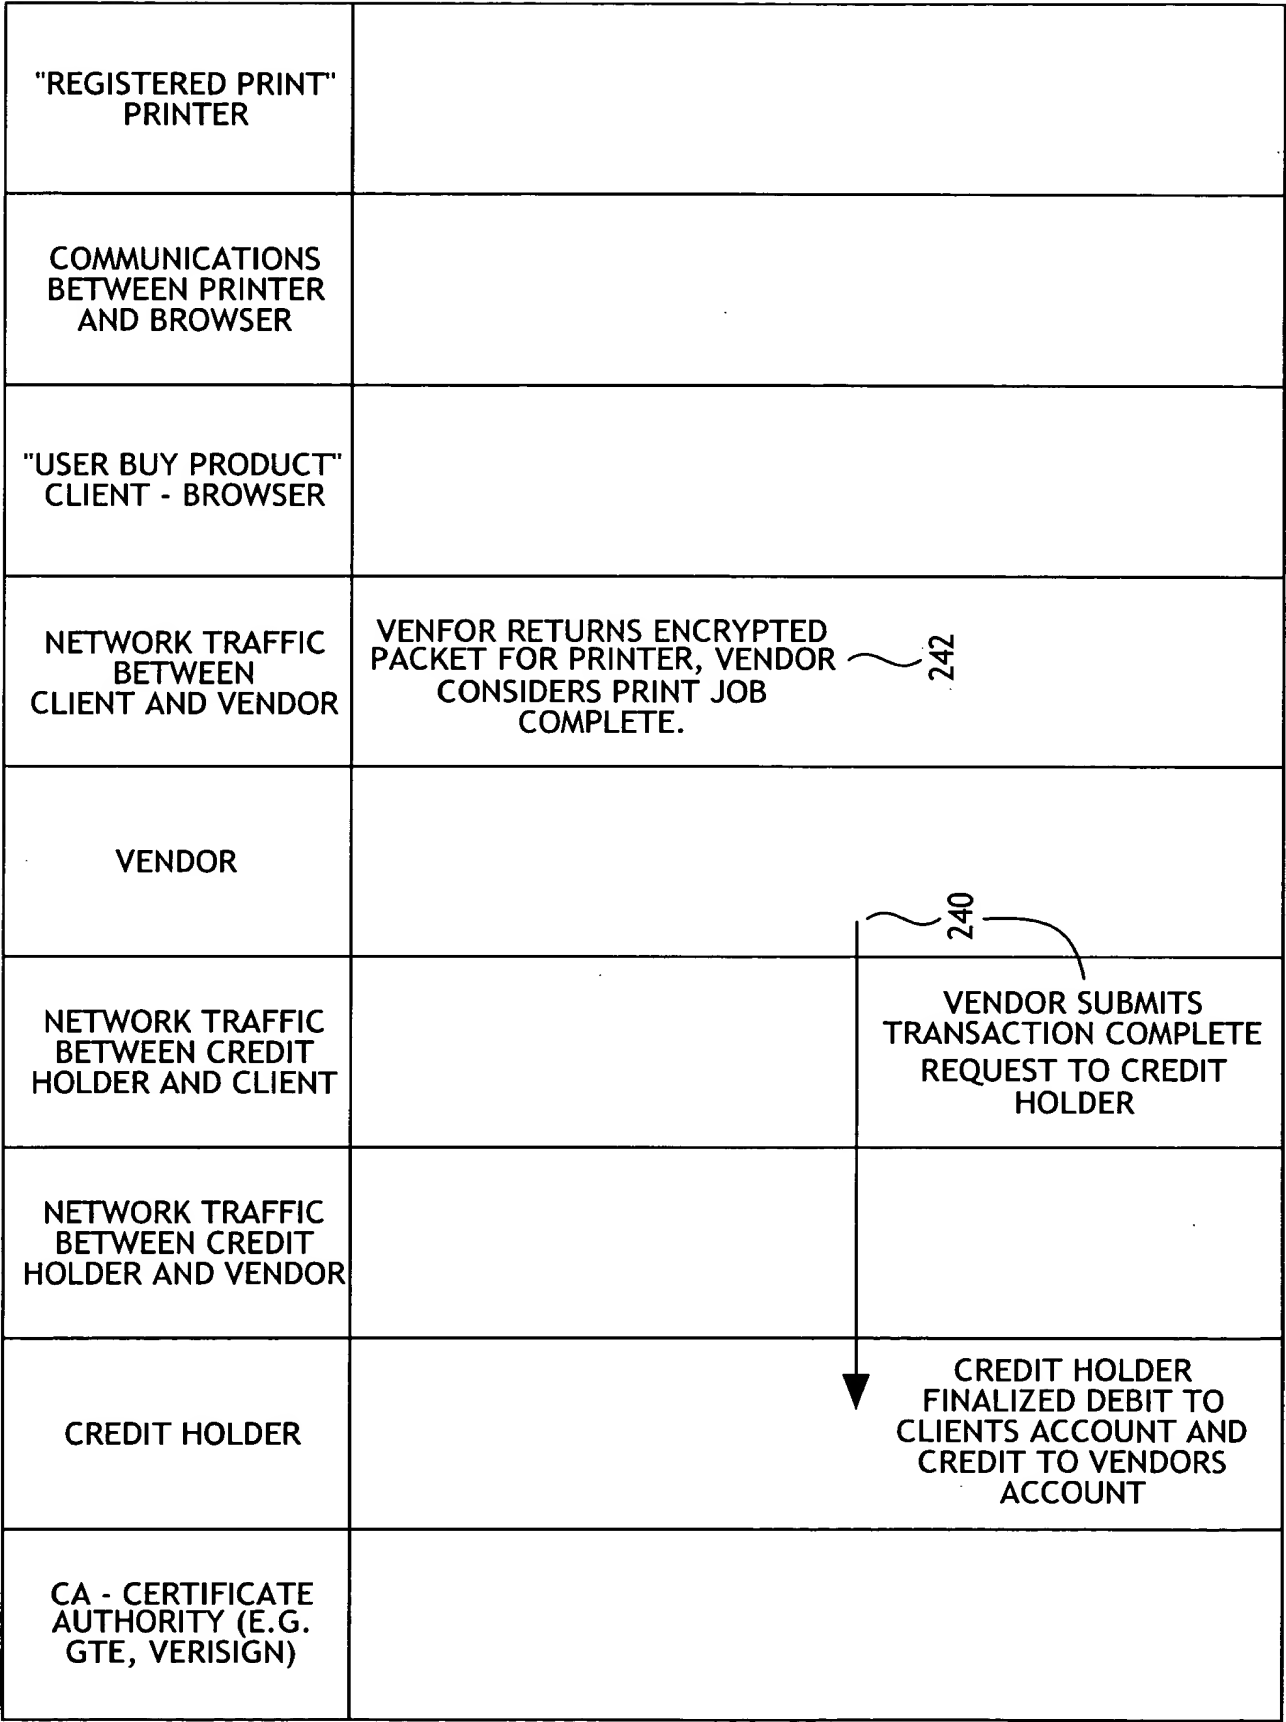 "REGISTERED PRINT"
PRINTER
COMMUNICATIONS
BETWEEN PRINTER
AND BROWSER
"USER BUY PRODUCT"
CLIENT - BROWSER
NETWORK TRAFFIC
BETWEEN
CLIENT AND VENDOR
VENFOR RETURNS ENCRYPTED
PACKET FOR PRINTER, VENDOR
CONSIDERS PRINT JOB
COMPLETE.
242
VENDOR
240
NETWORK TRAFFIC
BETWEEN CREDIT
HOLDER AND CLIENT
VENDOR SUBMITS
TRANSACTION COMPLETE
REQUEST TO CREDIT
HOLDER
NETWORK TRAFFIC
BETWEEN CREDIT
HOLDER AND VENDOR
CREDIT HOLDER
CREDIT HOLDER
FINALIZED DEBIT TO
CLIENTS ACCOUNT AND
CREDIT TO VENDORS
ACCOUNT
CA - CERTIFICATE
AUTHORITY (E.G.
GTE, VERISIGN)